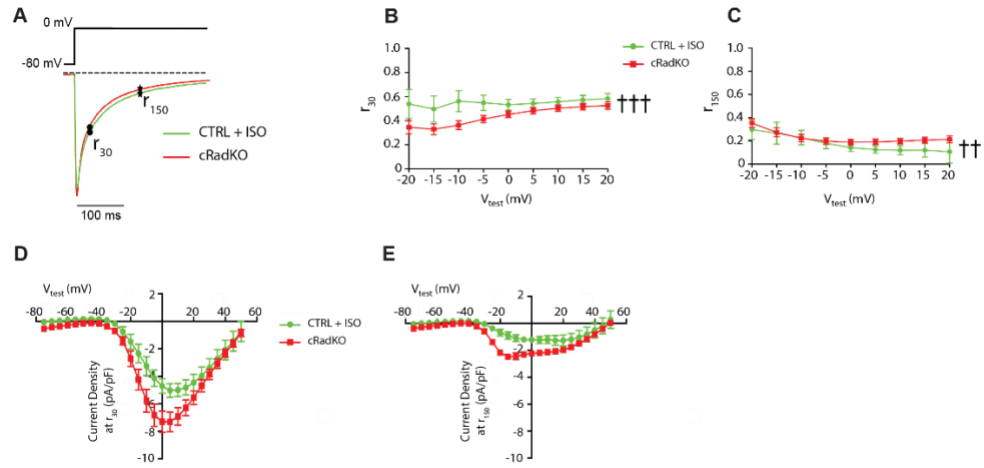 A
0 mV
-80 mV
r30
r150
CTRL + ISO
cRadKO
100 ms
B
r30
1.0
0.8
0.6
0.4
0.2
0
-20 -15 -10 -5 0 5 10 15 20
Vtest (mV)
CTRL + ISO
cRadKO
†††
C
r150
1.0
0.8
0.6
0.4
0.2
0
-20 -15 -10 -5 0 5 10 15 20
Vtest (mV)
††
D
Vtest (mV)
-80 -60 -40 -20 0 20 40 60
2
-2
-4
-6
-8
-10
Current Density
at r30 (pA/pF)
CTRL + ISO
cRadKO
E
Vtest (mV)
-80 -60 -40 -20 0 20 40 60
2
-2
-4
-6
-8
-10
Current Density
at r150 (pA/pF)